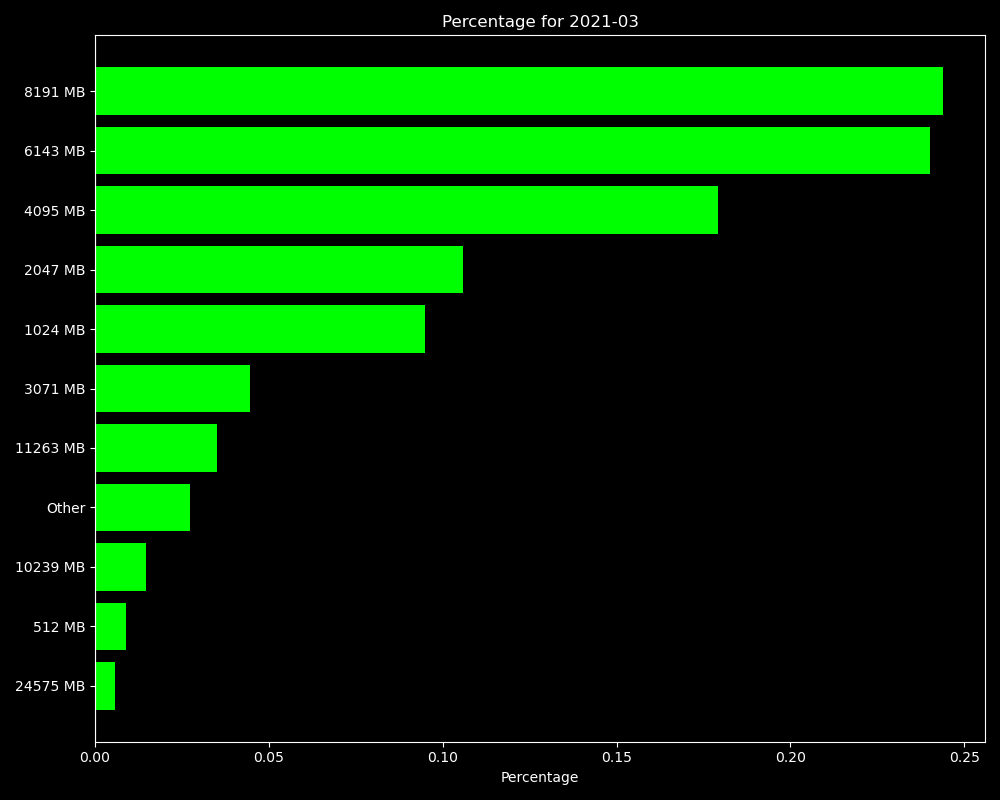 Percentage for 2021-03
8191 MB
6143 MB
4095 MB
2047 MB
1024 MB
3071 MB
11263 MB
Other
10239 MB
512 MB
24575 MB
0.00 0.05 0.10 0.15 0.20 0.25
Percentage